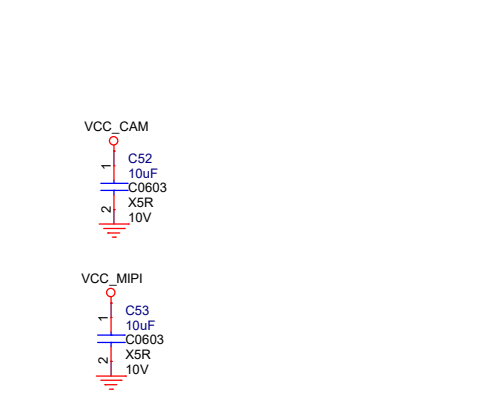 VCC_CAM
1
C52
10uF
C0603
X5R
2
10V
VCC_MIPI
1
C53
10uF
C0603
X5R
2
10V